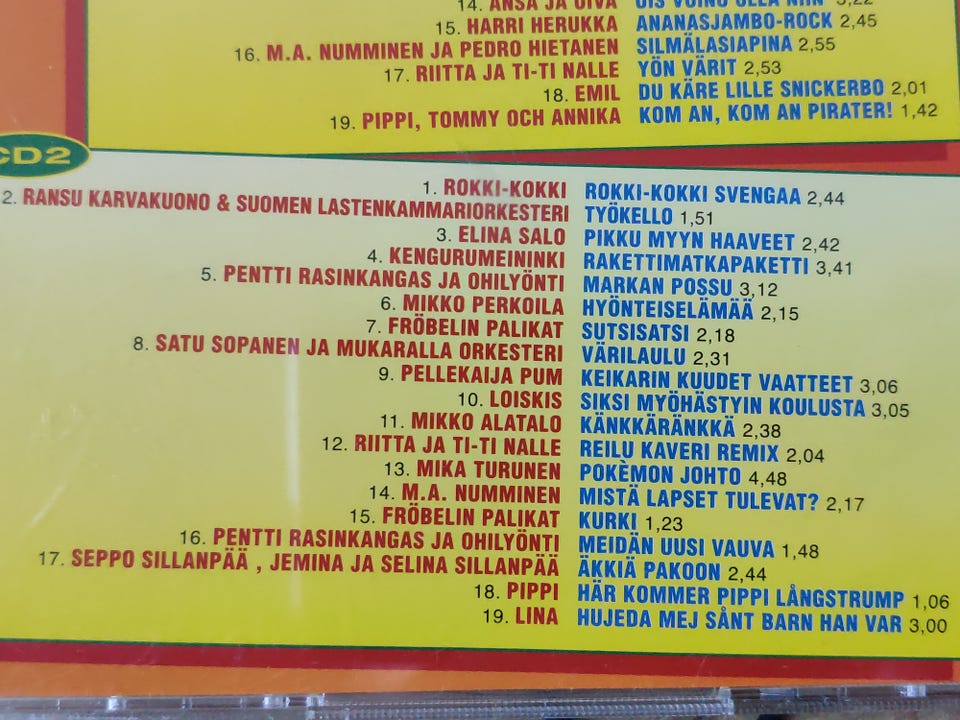 14. ANSA JA OIVA OIS VOINU OLLA NIIN 3,22
15. HARRI HERUKKA ANANASJAMBO-ROCK 2,45
16. M.A. NUMMINEN JA PEDRO HIETANEN SILMÄLASIAPINA 2,55
17. RIITTA JA TI-TI NALLE YÖN VÄRIT 2,53
18. EMIL DU KÄRE LILLE SNICKERBO 2,01
19. PIPPI, TOMMY OCH ANNIKA KOM AN, KOM AN PIRATER! 1,42
CD2
1. ROKKI-KOKKI ROKKI-KOKKI SVENGAA 2,44
2. RANSU KARVAKUONO & SUOMEN LASTENKAMMARIORKESTERI TYÖKELLO 1,51
3. ELINA SALO PIKKU MYYN HAAVEET 2,42
4. KENGURUMEININKI RAKETTIMATKAPAKETTI 3,41
5. PENTTI RASINKANGAS JA OHILYÖNTI MARKAN POSSU 3,12
6. MIKKO PERKOILA HYÖNTEISELÄMÄÄ 2,15
7. FRÖBELIN PALIKAT SUTSISATSI 2,18
8. SATU SOPANEN JA MUKARALLA ORKESTERI VÄRILAULU 2,31
9. PELLEKAIJA PUM KEIKARIN KUUDET VAATTEET 3,06
10. LOISKIS SIKSI MYÖHÄSTYIN KOULUSTA 3,05
11. MIKKO ALATALO KÄNKKÄRÄNKKÄ 2,38
12. RIITTA JA TI-TI NALLE REILU KAVERI REMIX 2,04
13. MIKA TURUNEN POKÈMON JOHTO 4,48
14. M.A. NUMMINEN MISTÄ LAPSET TULEVAT? 2,17
15. FRÖBELIN PALIKAT KURKI 1,23
16. PENTTI RASINKANGAS JA OHILYÖNTI MEIDÄN UUSI VAUVA 1,48
17. SEPPO SILLANPÄÄ , JEMINA JA SELINA SILLANPÄÄ ÄKKIÄ PAKOON 2,44
18. PIPPI HÄR KOMMER PIPPI LÅNGSTRUMP 1,06
19. LINA HUJEDA MEJ SÅNT BARN HAN VAR 3,00